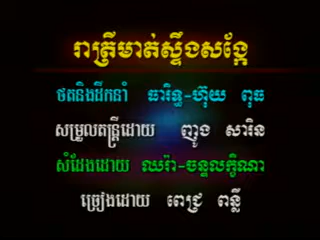 រាត្រីមាត់ស្ទឹងសង្កែ
ថតនិងដឹកនាំ ធារិទ្ធ-ហ៊ុយ ពុធ
សម្រួលតន្ត្រីដោយ ញូង សារិន
សំដែងដោយ ឈរ៉ា-ចន្ទលក្ខិណា
ច្រៀងដោយ ពេជ្រ ពន្លឺ